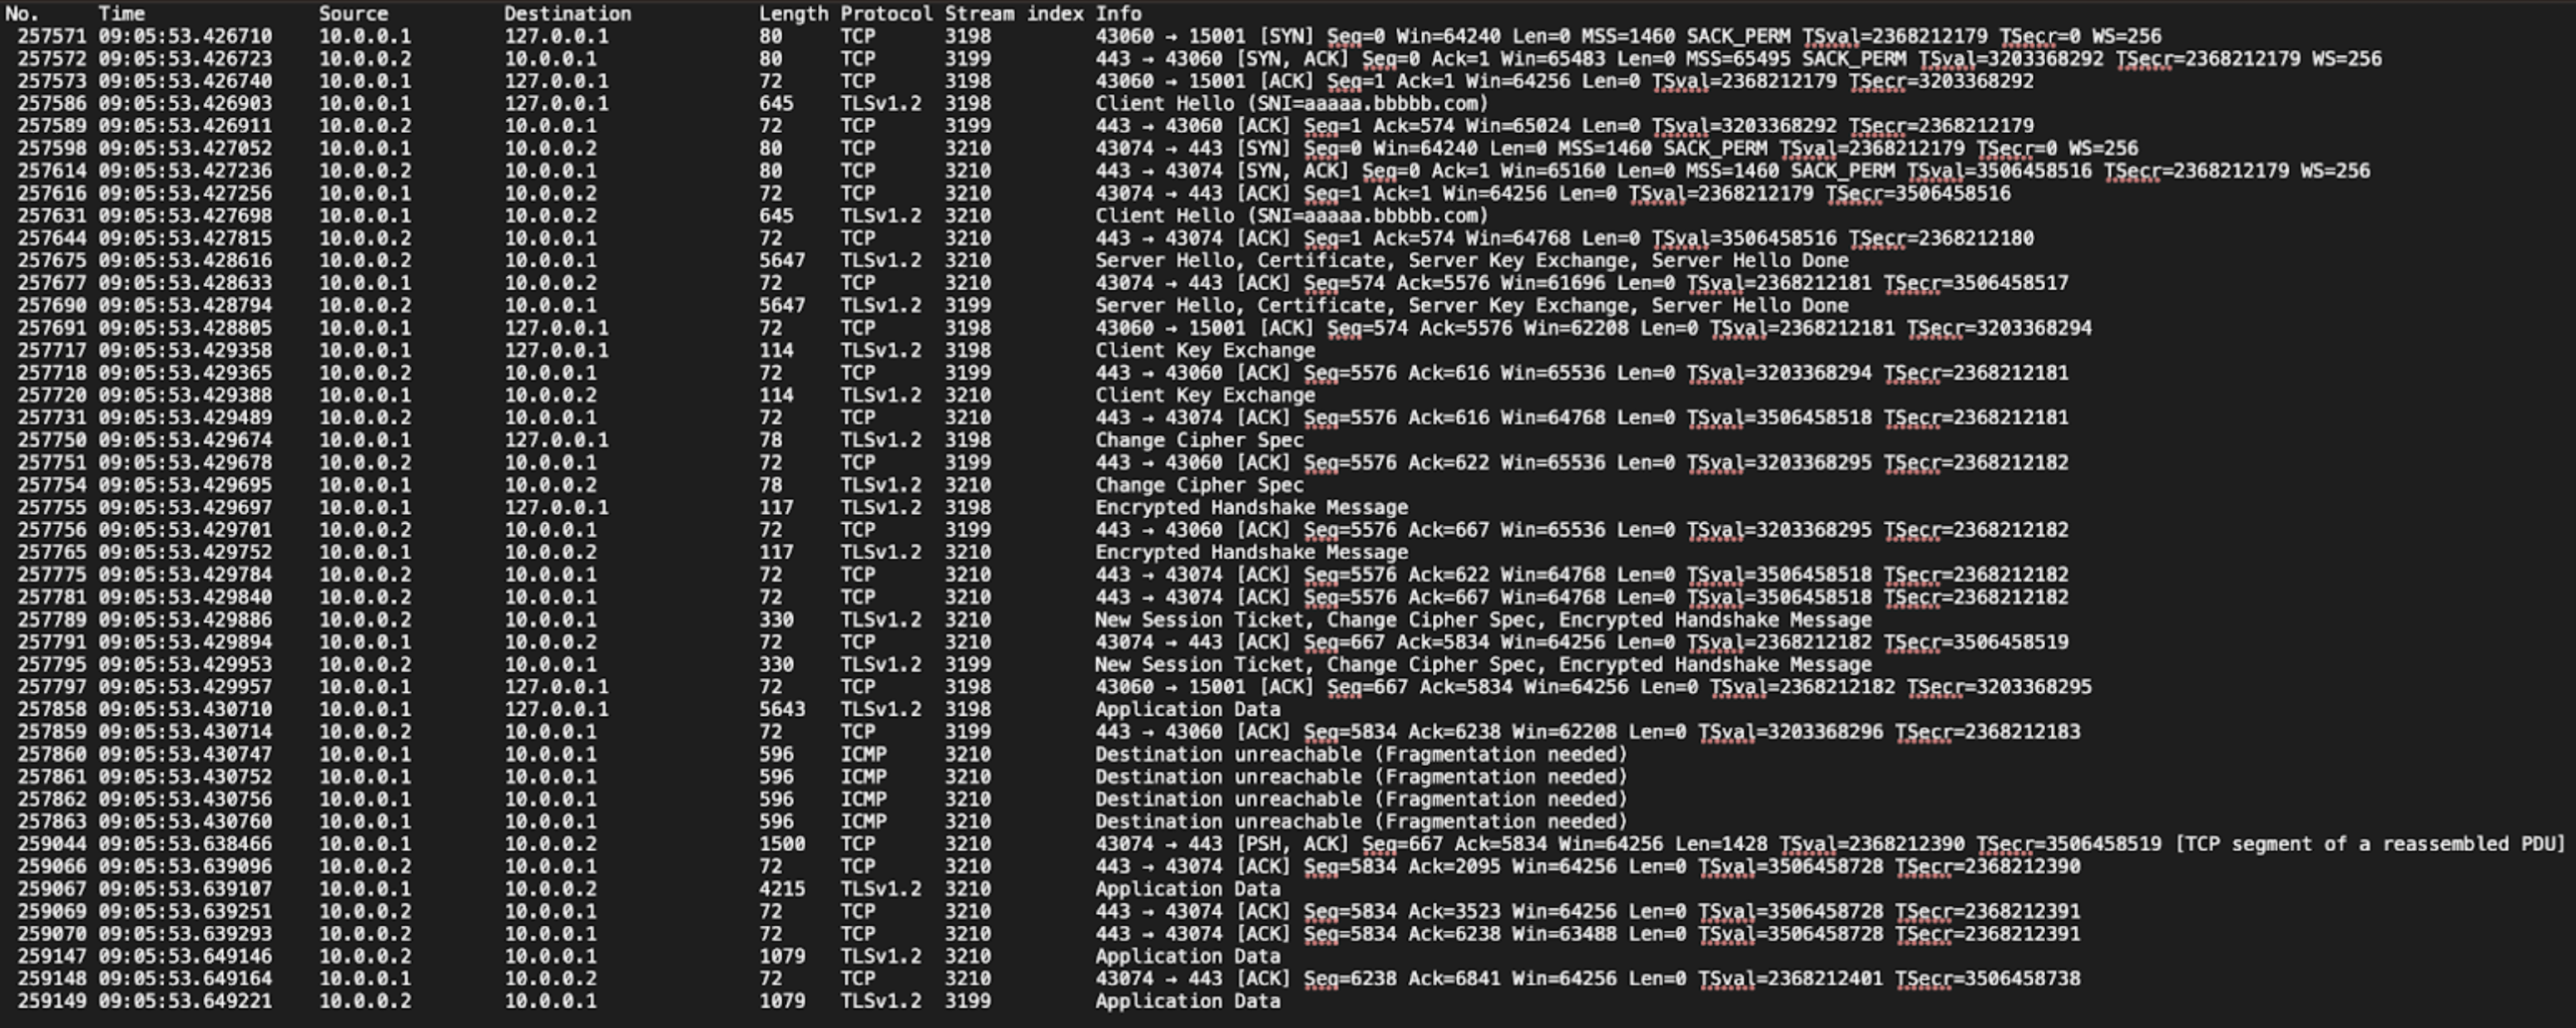 No. Time Source Destination Length Protocol Stream index Info
257571 09:05:53.426710 10.0.0.1 127.0.0.1 80 TCP 3198 43060 → 15001 [SYN] Seq=0 Win=64240 Len=0 MSS=1460 SACK_PERM TSval=2368212179 TSecr=0 WS=256
257572 09:05:53.426723 10.0.0.2 10.0.0.1 80 TCP 3199 443 → 43060 [SYN, ACK] Seq=0 Ack=1 Win=65483 Len=0 MSS=65495 SACK_PERM TSval=3203368292 TSecr=2368212179 WS=256
257573 09:05:53.426740 10.0.0.1 127.0.0.1 72 TCP 3198 43060 → 15001 [ACK] Seq=1 Ack=1 Win=64256 Len=0 TSval=2368212179 TSecr=3203368292
257586 09:05:53.426903 10.0.0.1 127.0.0.1 645 TLSv1.2 3198 Client Hello (SNI=aaaaa.bbbbb.com)
257589 09:05:53.426911 10.0.0.2 10.0.0.1 72 TCP 3199 443 → 43060 [ACK] Seq=1 Ack=574 Win=65024 Len=0 TSval=3203368292 TSecr=2368212179
257598 09:05:53.427052 10.0.0.1 10.0.0.2 80 TCP 3210 43074 → 443 [SYN] Seq=0 Win=64240 Len=0 MSS=1460 SACK_PERM TSval=2368212179 TSecr=0 WS=256
257614 09:05:53.427236 10.0.0.2 10.0.0.1 80 TCP 3210 443 → 43074 [SYN, ACK] Seq=0 Ack=1 Win=65160 Len=0 MSS=1460 SACK_PERM TSval=3506458516 TSecr=2368212179 WS=256
257616 09:05:53.427256 10.0.0.1 10.0.0.2 72 TCP 3210 43074 → 443 [ACK] Seq=1 Ack=1 Win=64256 Len=0 TSval=2368212179 TSecr=3506458516
257631 09:05:53.427698 10.0.0.1 10.0.0.2 645 TLSv1.2 3210 Client Hello (SNI=aaaaa.bbbbb.com)
257644 09:05:53.427815 10.0.0.2 10.0.0.1 72 TCP 3210 443 → 43074 [ACK] Seq=1 Ack=574 Win=64768 Len=0 TSval=3506458516 TSecr=2368212180
257675 09:05:53.428616 10.0.0.2 10.0.0.1 5647 TLSv1.2 3210 Server Hello, Certificate, Server Key Exchange, Server Hello Done
257677 09:05:53.428633 10.0.0.1 10.0.0.2 72 TCP 3210 43074 → 443 [ACK] Seq=574 Ack=5576 Win=61696 Len=0 TSval=2368212181 TSecr=3506458517
257690 09:05:53.428794 10.0.0.2 10.0.0.1 5647 TLSv1.2 3199 Server Hello, Certificate, Server Key Exchange, Server Hello Done
257691 09:05:53.428805 10.0.0.1 127.0.0.1 72 TCP 3198 43060 → 15001 [ACK] Seq=574 Ack=5576 Win=62208 Len=0 TSval=2368212181 TSecr=3203368294
257717 09:05:53.429358 10.0.0.1 127.0.0.1 114 TLSv1.2 3198 Client Key Exchange
257718 09:05:53.429365 10.0.0.2 10.0.0.1 72 TCP 3199 443 → 43060 [ACK] Seq=5576 Ack=616 Win=65536 Len=0 TSval=3203368294 TSecr=2368212181
257720 09:05:53.429388 10.0.0.1 10.0.0.2 114 TLSv1.2 3210 Client Key Exchange
257731 09:05:53.429489 10.0.0.2 10.0.0.1 72 TCP 3210 443 → 43074 [ACK] Seq=5576 Ack=616 Win=64768 Len=0 TSval=3506458518 TSecr=2368212181
257750 09:05:53.429674 10.0.0.1 127.0.0.1 78 TLSv1.2 3198 Change Cipher Spec
257751 09:05:53.429678 10.0.0.2 10.0.0.1 72 TCP 3199 443 → 43060 [ACK] Seq=5576 Ack=622 Win=65536 Len=0 TSval=3203368295 TSecr=2368212182
257754 09:05:53.429695 10.0.0.1 10.0.0.2 78 TLSv1.2 3210 Change Cipher Spec
257755 09:05:53.429697 10.0.0.1 127.0.0.1 117 TLSv1.2 3198 Encrypted Handshake Message
257756 09:05:53.429701 10.0.0.2 10.0.0.1 72 TCP 3199 443 → 43060 [ACK] Seq=5576 Ack=667 Win=65536 Len=0 TSval=3203368295 TSecr=2368212182
257765 09:05:53.429752 10.0.0.1 10.0.0.2 117 TLSv1.2 3210 Encrypted Handshake Message
257775 09:05:53.429784 10.0.0.2 10.0.0.1 72 TCP 3210 443 → 43074 [ACK] Seq=5576 Ack=622 Win=64768 Len=0 TSval=3506458518 TSecr=2368212182
257781 09:05:53.429840 10.0.0.2 10.0.0.1 72 TCP 3210 443 → 43074 [ACK] Seq=5576 Ack=667 Win=64768 Len=0 TSval=3506458518 TSecr=2368212182
257789 09:05:53.429886 10.0.0.2 10.0.0.1 330 TLSv1.2 3210 New Session Ticket, Change Cipher Spec, Encrypted Handshake Message
257791 09:05:53.429894 10.0.0.1 10.0.0.2 72 TCP 3210 43074 → 443 [ACK] Seq=667 Ack=5834 Win=64256 Len=0 TSval=2368212182 TSecr=3506458519
257795 09:05:53.429953 10.0.0.2 10.0.0.1 330 TLSv1.2 3199 New Session Ticket, Change Cipher Spec, Encrypted Handshake Message
257797 09:05:53.429957 10.0.0.1 127.0.0.1 72 TCP 3198 43060 → 15001 [ACK] Seq=667 Ack=5834 Win=64256 Len=0 TSval=2368212182 TSecr=3203368295
257858 09:05:53.430710 10.0.0.1 127.0.0.1 5643 TLSv1.2 3198 Application Data
257859 09:05:53.430714 10.0.0.2 10.0.0.1 72 TCP 3199 443 → 43060 [ACK] Seq=5834 Ack=6238 Win=62208 Len=0 TSval=3203368296 TSecr=2368212183
257860 09:05:53.430747 10.0.0.1 10.0.0.1 596 ICMP 3210 Destination unreachable (Fragmentation needed)
257861 09:05:53.430752 10.0.0.1 10.0.0.1 596 ICMP 3210 Destination unreachable (Fragmentation needed)
257862 09:05:53.430756 10.0.0.1 10.0.0.1 596 ICMP 3210 Destination unreachable (Fragmentation needed)
257863 09:05:53.430760 10.0.0.1 10.0.0.1 596 ICMP 3210 Destination unreachable (Fragmentation needed)
259044 09:05:53.638466 10.0.0.1 10.0.0.2 1500 TCP 3210 43074 → 443 [PSH, ACK] Seq=667 Ack=5834 Win=64256 Len=1428 TSval=2368212390 TSecr=3506458519 [TCP segment of a reassembled PDU]
259066 09:05:53.639096 10.0.0.2 10.0.0.1 72 TCP 3210 443 → 43074 [ACK] Seq=5834 Ack=2095 Win=64256 Len=0 TSval=3506458728 TSecr=2368212390
259067 09:05:53.639107 10.0.0.1 10.0.0.2 4215 TLSv1.2 3210 Application Data
259069 09:05:53.639251 10.0.0.2 10.0.0.1 72 TCP 3210 443 → 43074 [ACK] Seq=5834 Ack=3523 Win=64256 Len=0 TSval=3506458728 TSecr=2368212391
259070 09:05:53.639293 10.0.0.2 10.0.0.1 72 TCP 3210 443 → 43074 [ACK] Seq=5834 Ack=6238 Win=63488 Len=0 TSval=3506458728 TSecr=2368212391
259147 09:05:53.649146 10.0.0.2 10.0.0.1 1079 TLSv1.2 3210 Application Data
259148 09:05:53.649164 10.0.0.1 10.0.0.2 72 TCP 3210 43074 → 443 [ACK] Seq=6238 Ack=6841 Win=64256 Len=0 TSval=2368212401 TSecr=3506458738
259149 09:05:53.649221 10.0.0.2 10.0.0.1 1079 TLSv1.2 3199 Application Data